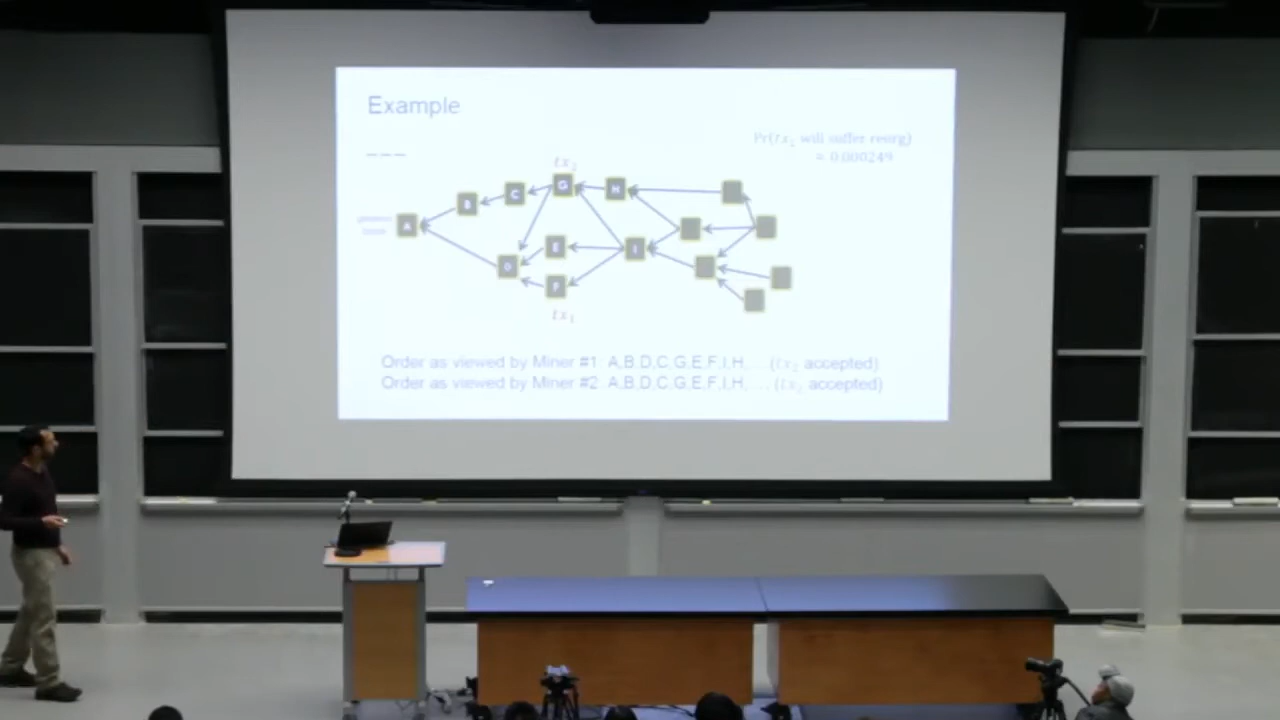 Example
Pr(tx₂ will suffer reorg)
= 0.000249
tx₂
A
B
C
G
H
D
E
F
I
tx₁
Order as viewed by Miner #1: A,B,D,C,G,E,F,I,H, … (tx₂ accepted)
Order as viewed by Miner #2: A,B,D,C,G,E,F,I,H, … (tx₂ accepted)